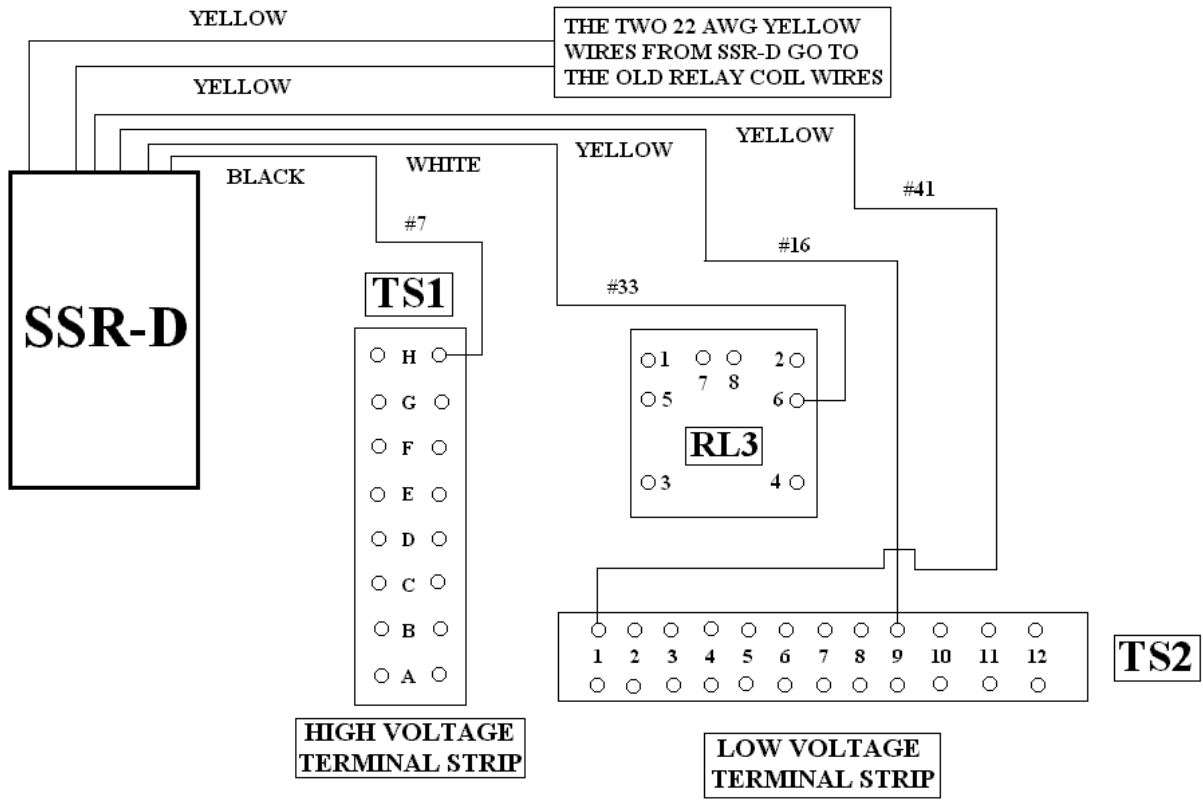 YELLOW
THE TWO 22 AWG YELLOW
WIRES FROM SSR-D GO TO
THE OLD RELAY COIL WIRES
YELLOW
YELLOW
YELLOW
WHITE
BLACK
#41
#7
#16
#33
TS1
SSR-D
H
G
F
E
D
C
B
A
1 7 8 2
5 6
RL3
3 4
1 2 3 4 5 6 7 8 9 10 11 12
TS2
HIGH VOLTAGE
TERMINAL STRIP
LOW VOLTAGE
TERMINAL STRIP